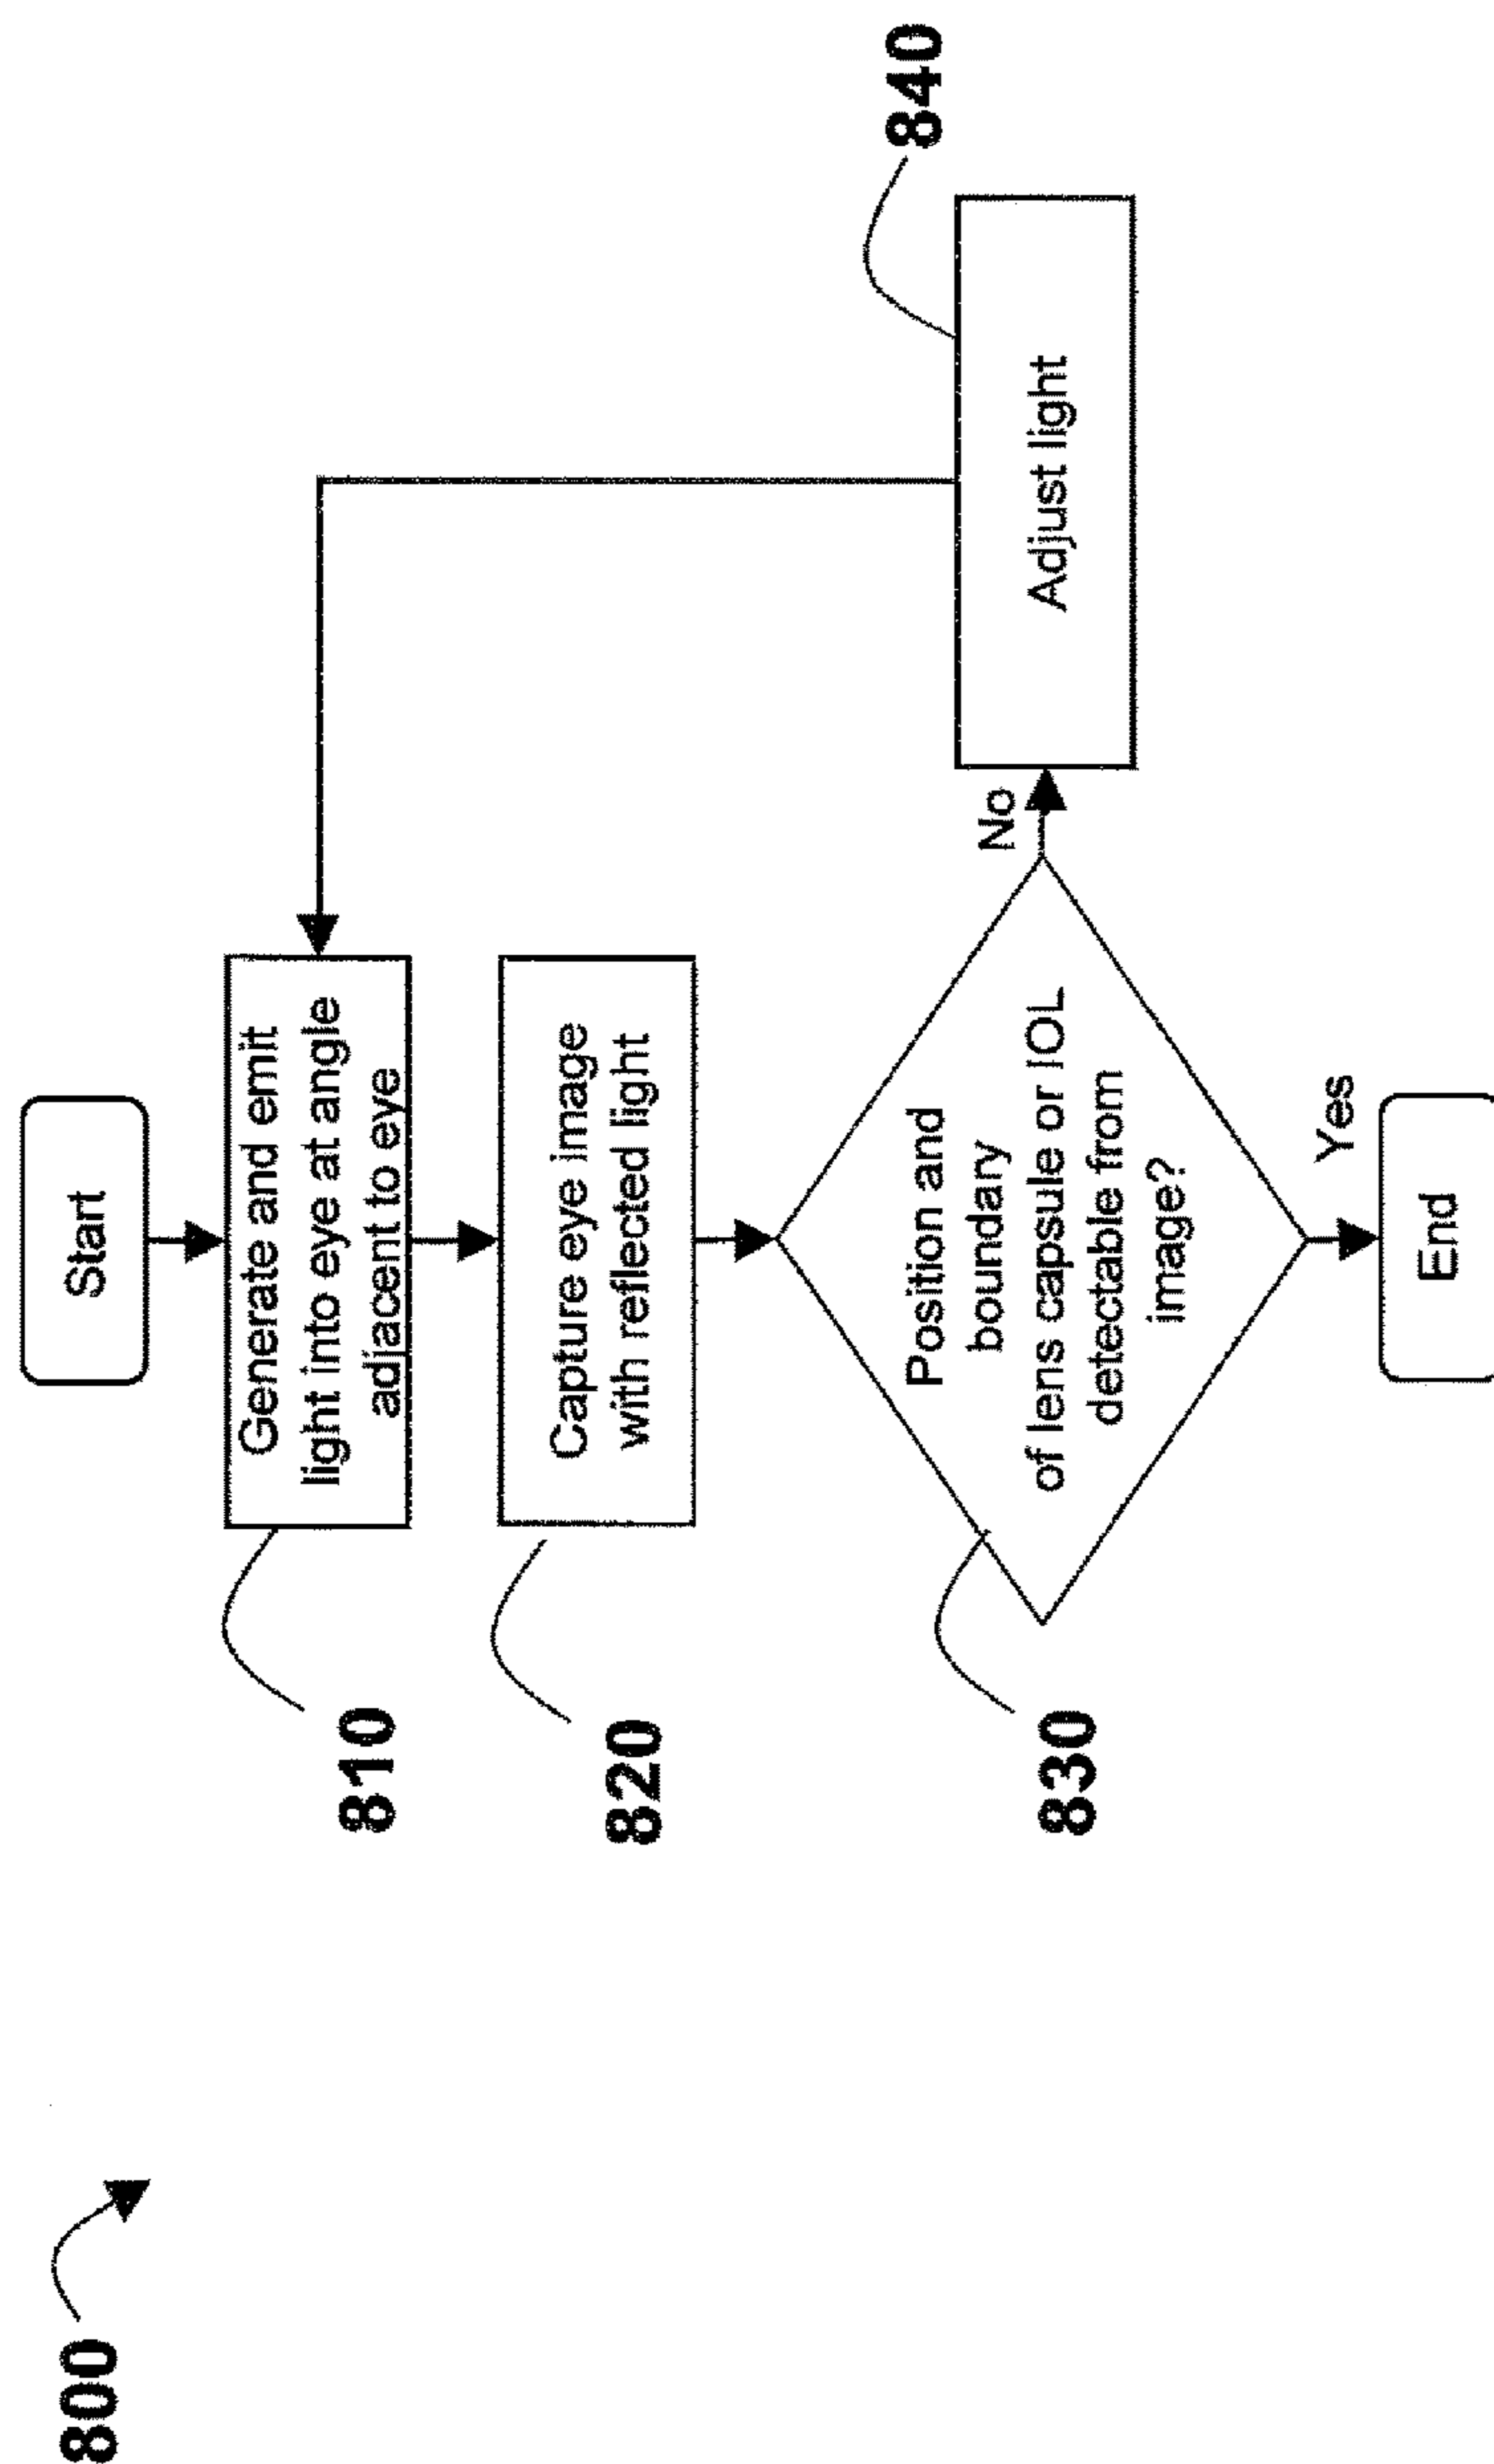 800
Start
810
Generate and emit
light into eye at angle
adjacent to eye
820
Capture eye image
with reflected light
830
Position and
boundary
of lens capsule or IOL
detectable from
image?
No
840
Adjust light
Yes
End